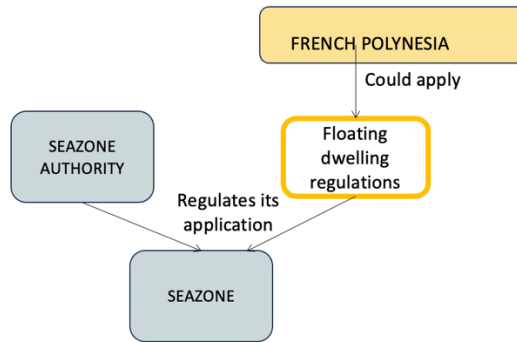 FRENCH POLYNESIA
Could apply
Floating
dwelling
regulations
SEAZONE
AUTHORITY
Regulates its
application
SEAZONE